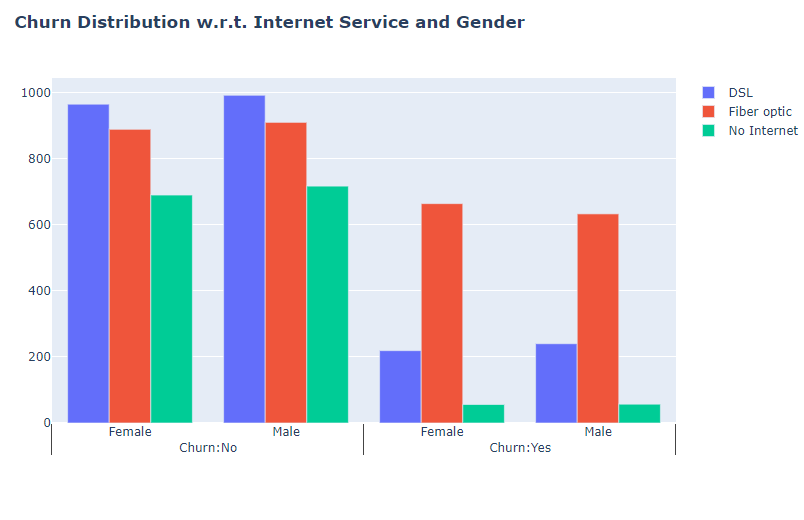 Churn Distribution w.r.t. Internet Service and Gender
1000
800
600
400
200
0
Female
Male
Female
Male
Churn:No
Churn:Yes
DSL
Fiber optic
No Internet